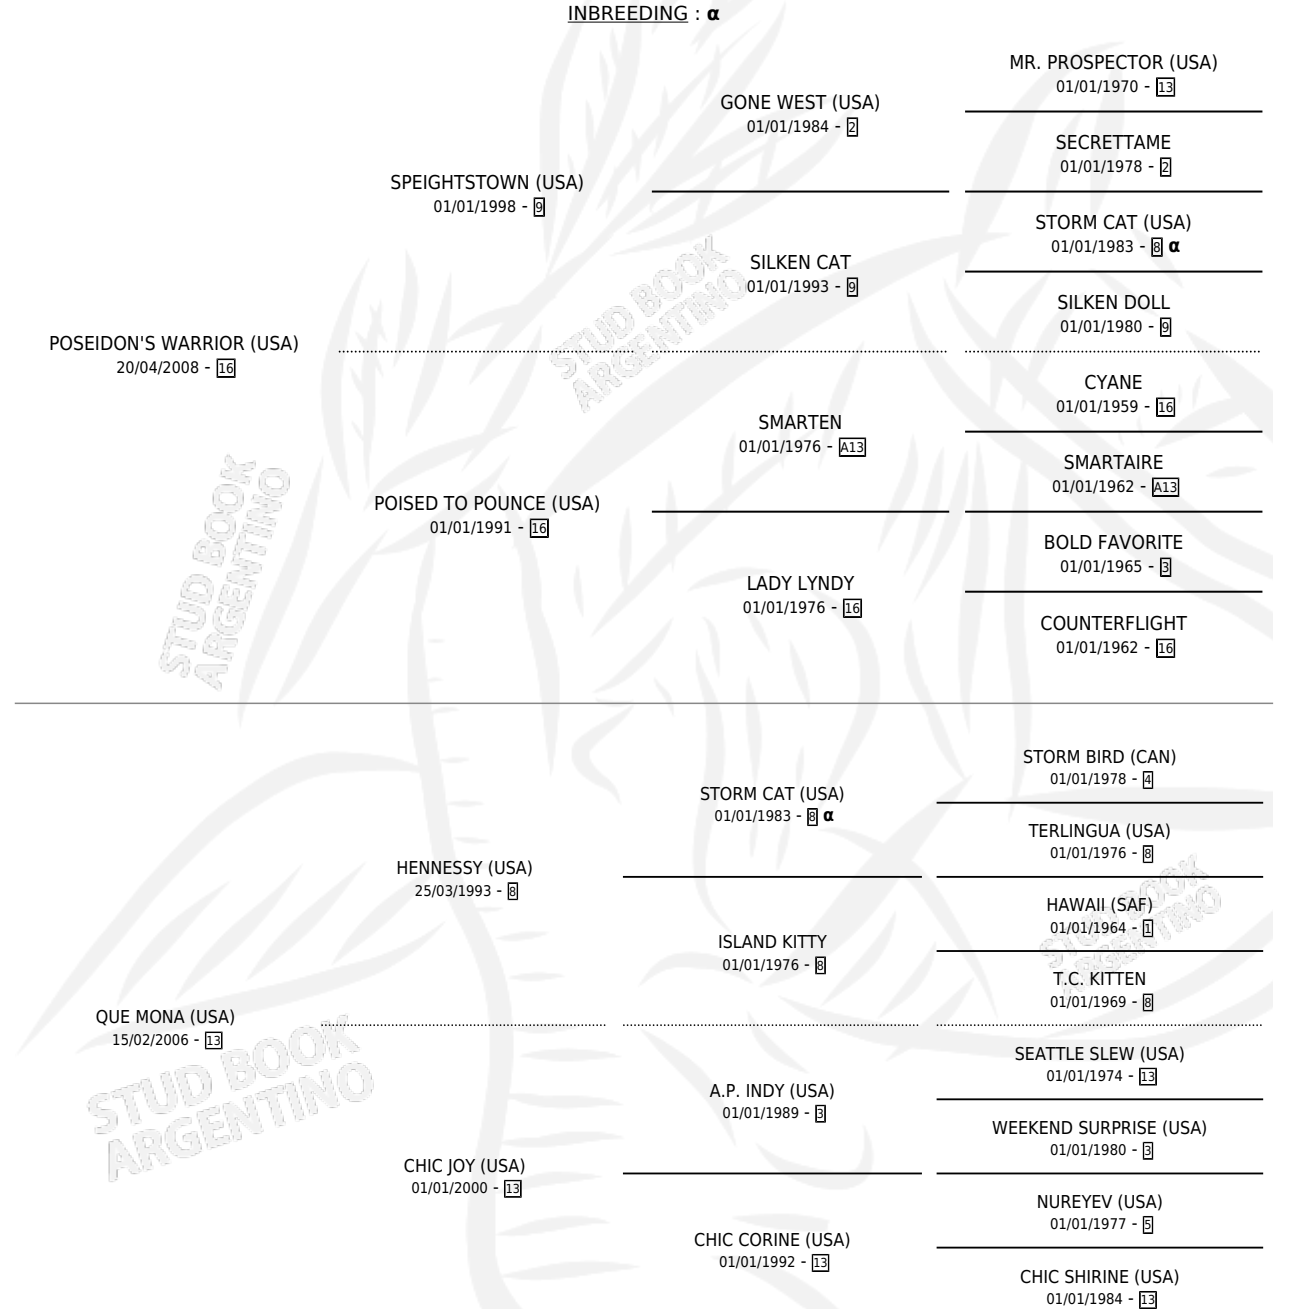 INBREEDING : α
MR. PROSPECTOR (USA)
01/01/1970 - 13
GONE WEST (USA)
01/01/1984 - 2
SECRETTAME
01/01/1978 - 2
SPEIGHTSTOWN (USA)
01/01/1998 - 9
STORM CAT (USA)
01/01/1983 - 8 α
SILKEN CAT
01/01/1993 - 9
SILKEN DOLL
01/01/1980 - 9
POSEIDON'S WARRIOR (USA)
20/04/2008 - 16
CYANE
01/01/1959 - 16
SMARTEN
01/01/1976 - A13
SMARTAIRE
01/01/1962 - A13
POISED TO POUNCE (USA)
01/01/1991 - 16
BOLD FAVORITE
01/01/1965 - 3
LADY LYNDY
01/01/1976 - 16
COUNTERFLIGHT
01/01/1962 - 16
STORM BIRD (CAN)
01/01/1978 - 4
STORM CAT (USA)
01/01/1983 - 8 α
TERLINGUA (USA)
01/01/1976 - 8
HENNESSY (USA)
25/03/1993 - 8
HAWAII (SAF)
01/01/1964 - 1
ISLAND KITTY
01/01/1976 - 8
T.C. KITTEN
01/01/1969 - 8
QUE MONA (USA)
15/02/2006 - 13
SEATTLE SLEW (USA)
01/01/1974 - 13
A.P. INDY (USA)
01/01/1989 - 3
WEEKEND SURPRISE (USA)
01/01/1980 - 3
CHIC JOY (USA)
01/01/2000 - 13
NUREYEV (USA)
01/01/1977 - 5
CHIC CORINE (USA)
01/01/1992 - 13
CHIC SHIRINE (USA)
01/01/1984 - 13
STUD BOOK
ARGENTINO
STUD BOOK
ARGENTINO
STUD BOOK
ARGENTINO
STUD BOOK
ARGENTINO